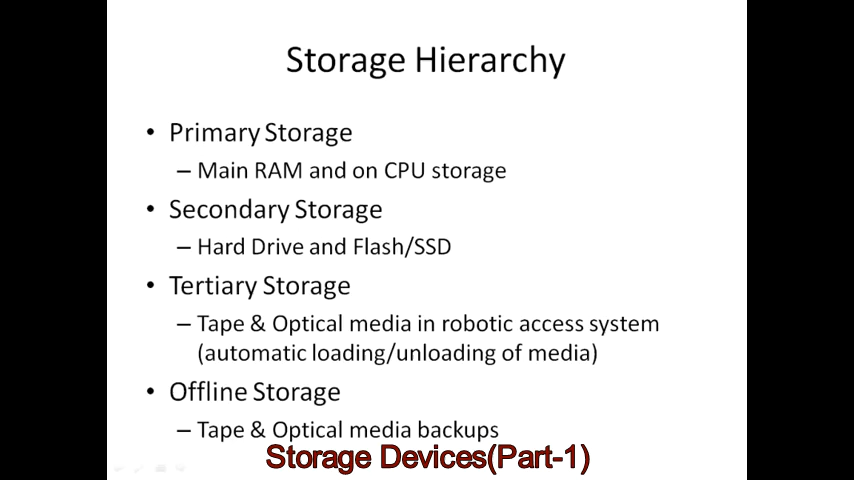 Storage Hierarchy
• Primary Storage
– Main RAM and on CPU storage
• Secondary Storage
– Hard Drive and Flash/SSD
• Tertiary Storage
– Tape & Optical media in robotic access system
(automatic loading/unloading of media)
• Offline Storage
– Tape & Optical media backups
Storage Devices(Part-1)